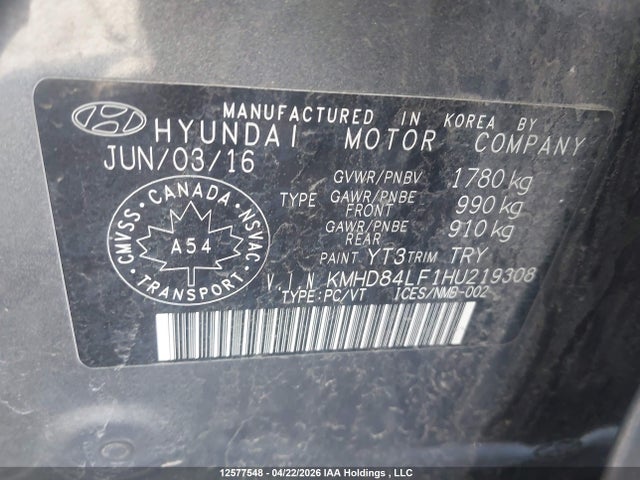 MANUFACTURED IN KOREA BY
HYUNDAI MOTOR COMPANY
JUN/03/16
GVWR/PNBV 1780 kg
TYPE GAWR/PNBE FRONT 990 kg
GAWR/PNBE REAR 910 kg
PAINT YT3 TRIM TRY
CMVSS · CANADA · NSVAC
A54
TRANSPORT
V.I.N KMHD84LF1HU219308
TYPE:PC/VT ICES/NMB-002
12577548 - 04/22/2026 IAA Holdings , LLC